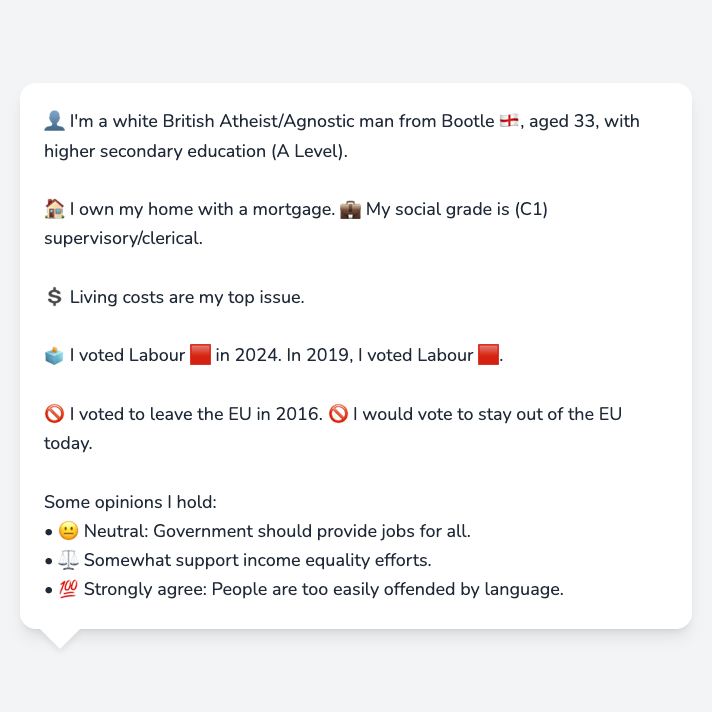 👤 I'm a white British Atheist/Agnostic man from Bootle 🏴󠁧󠁢󠁥󠁮󠁧󠁿, aged 33, with
higher secondary education (A Level).
🏠 I own my home with a mortgage. 💼 My social grade is (C1)
supervisory/clerical.
💲 Living costs are my top issue.
🗳️ I voted Labour 🟥 in 2024. In 2019, I voted Labour 🟥.
🚫 I voted to leave the EU in 2016. 🚫 I would vote to stay out of the EU
today.
Some opinions I hold:
• 😐 Neutral: Government should provide jobs for all.
• ⚖️ Somewhat support income equality efforts.
• 💯 Strongly agree: People are too easily offended by language.